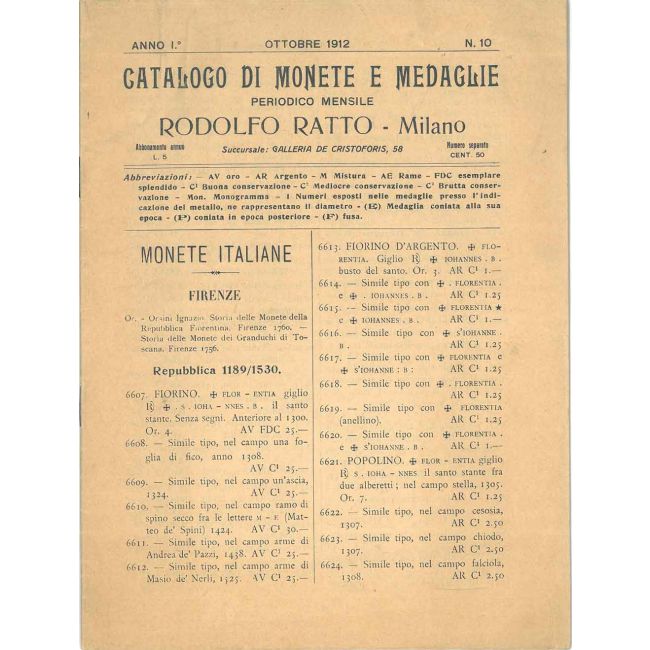 ANNO I.° OTTOBRE 1912 N. 10
CATALOGO DI MONETE E MEDAGLIE
PERIODICO MENSILE
RODOLFO RATTO - Milano
Abbonamento annuo
L. 5
Succursale: GALLERIA DE CRISTOFORIS, 58
Numero separato
CENT. 50
Abbreviazioni: — AV oro - AR Argento - M Mistura - AE Rame - FDC esemplare
splendido - C¹ Buona conservazione - C² Mediocre conservazione - C³ Brutta conser-
vazione - Mon. Monogramma - I Numeri esposti nelle medaglie presso l'indi-
cazione del metallo, ne rappresentano il diametro - (E) Medaglia coniata alla sua
epoca - (P) coniata in epoca posteriore - (F) fusa.
MONETE ITALIANE
FIRENZE
Or. - Orsini Ignazio. Storia delle Monete della
Repubblica Fiorentina. Firenze 1760. —
Storia delle Monete dei Granduchi di To-
scana. Firenze 1756.
Repubblica 1189/1530.
6607. FIORINO. ✠ FLOR - ENTIA giglio
R) ✠ . S . IOHA - NNES . B . il santo
stante. Senza segni. Anteriore al 1300.
Or. 4. AV FDC 25.—
6608. — Simile tipo, nel campo una fo-
glia di fico, anno 1308.
AV C¹ 25.—
6609. — Simile tipo, nel campo un'ascia,
1324. AV C¹ 25.—
6610. — Simile tipo, nel campo ramo di
spino secco fra le lettere M - E (Mat-
teo de' Spini) 1424. AV C¹ 30.—
6611. — Simile tipo, nel campo arme di
Andrea de' Pazzi, 1438. AV C¹ 25.—
6612. — Simile tipo, nel campo arme di
Masio de' Nerli, 1525. AV C¹ 25.—
6613. FIORINO D'ARGENTO. ✠ FLO-
RENTIA. Giglio R) ✠ IOHANNES . B .
busto del santo. Or. 3. AR C¹ 1.—
6614. — Simile tipo con ✠ . FLORENTIA .
e ✠ . IOHANNES . B . AR C¹ 1.25
6615. — Simile tipo con ✠ FLORENTIA ★
e ✠ IOHANNES . B . AR C¹ 1.—
6616. — Simile tipo con ✠ S'IOHANNE .
B . AR C¹ 1.25
6617. — Simile tipo con ✠ FLORENTIA e
✠ S'IOHANNE : B : AR C¹ 1.25
6618. — Simile tipo con ✠ . FLORENTIA .
AR C¹ 1.25
6619. — Simile tipo con ✠ FLORENTIA
(anellino). AR C¹ 1.25
6620. — Simile tipo con ✠ FLORENTIA .
e ✠ S'IOHANNE . B . AR C¹ 1.—
6621. POPOLINO. ✠ FLOR - ENTIA giglio
R) S . IOHA - NNES il santo stante fra
due alberetti ; nel campo stella, 1305.
Or. 7. AR C¹ 1.25
6622. — Simile tipo, nel campo cesosia,
1307. AR C¹ 2.50
6623. — Simile tipo, nel campo chiodo,
1307. AR C¹ 2.50
6624. — Simile tipo, nel campo falciola,
1308. AR C¹ 2.50